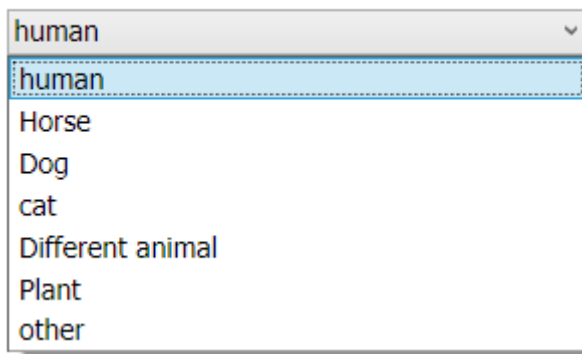 human
human
Horse
Dog
cat
Different animal
Plant
other